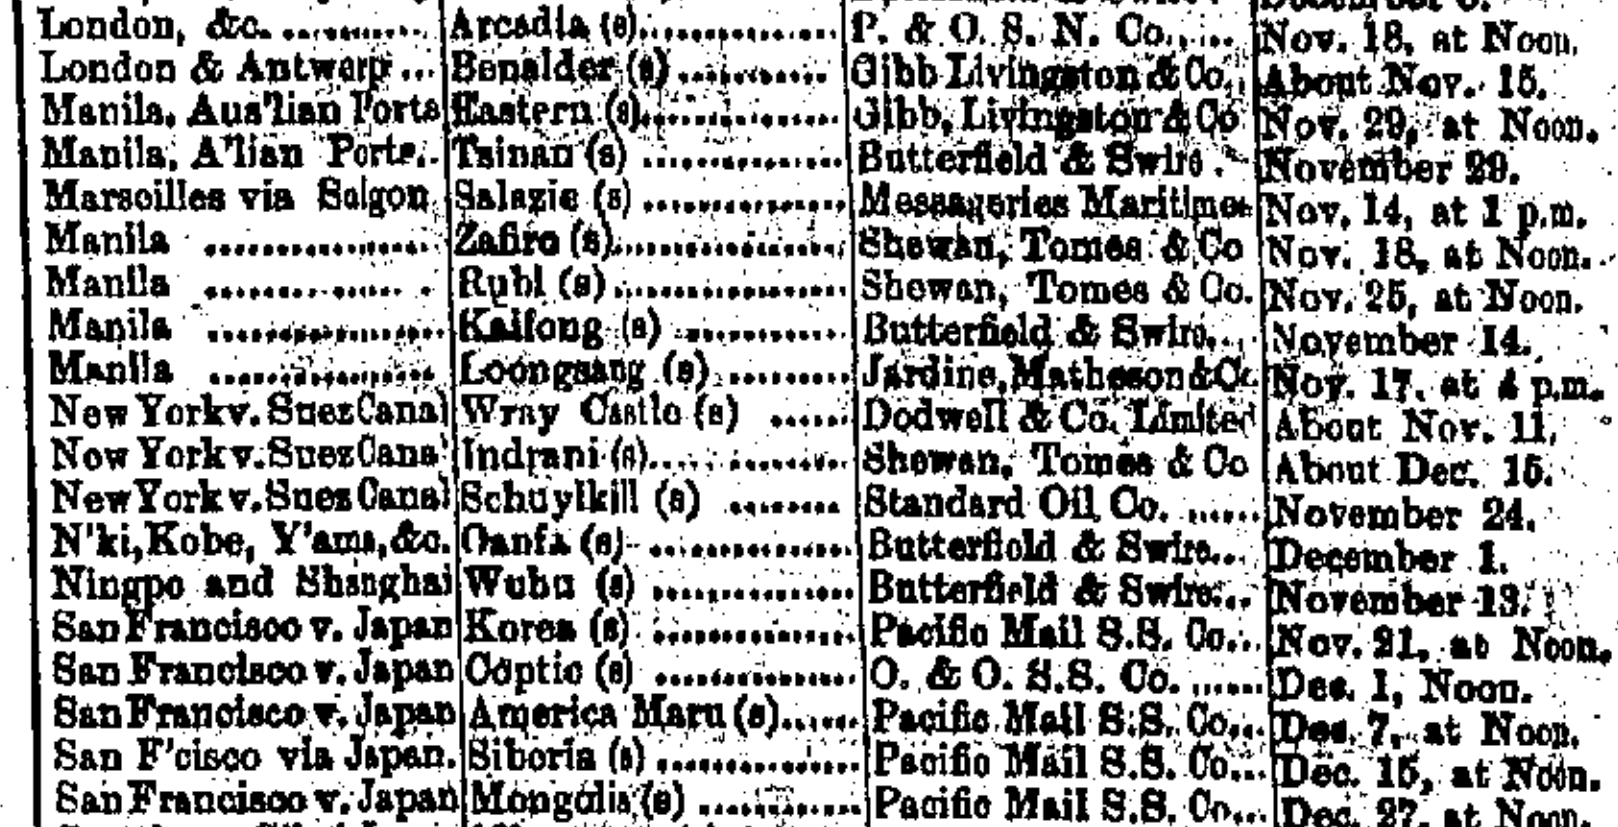 London, &c. ............ Arcadia (s).................. P. & O. S. N. Co....... Nov. 18, at Noon.
London & Antwerp ... Benalder (s) ............. Gibb Livingston & Co., About Nov. 15.
Manila, Aus'lian Ports Eastern (s)................ Gibb, Livingston & Co Nov. 29, at Noon.
Manila, A'lian Ports.. Tsinan (s) ................ Butterfield & Swire . November 29.
Marseilles via Saigon Salazie (s) ................ Messageries Maritimes Nov. 14, at 1 p.m.
Manila .................... Zafiro (s)................... Shewan, Tomes & Co Nov. 18, at Noon.
Manila .................... Rubi (s) ................... Shewan, Tomes & Co. Nov. 25, at Noon.
Manila .................... Kaifong (s) ............. Butterfield & Swire... November 14.
Manila .................... Loongsang (s) .......... Jardine, Matheson & Co. Nov. 17, at 4 p.m.
New York v. Suez Canal Wray Castle (s) ...... Dodwell & Co. Limited About Nov. 11.
New York v. Suez Canal Indrani (s)................ Shewan, Tomes & Co About Dec. 15.
New York v. Suez Canal Schuylkill (s) ......... Standard Oil Co. ...... November 24.
N'ki, Kobe, Y'ama, &c. Oanfa (s) ................ Butterfield & Swire... December 1.
Ningpo and Shanghai Wuhu (s) ................ Butterfield & Swire... November 13.
San Francisco v. Japan Korea (s) ................ Pacific Mail S.S. Co... Nov. 21, at Noon.
San Francisco v. Japan Coptic (s) ................ O. & O. S.S. Co. ...... Dec. 1, Noon.
San Francisco v. Japan America Maru (s)...... Pacific Mail S.S. Co... Dec. 7, at Noon.
San F'cisco via Japan. Siberia (s) ................ Pacific Mail S.S. Co... Dec. 15, at Noon.
San Francisco v. Japan Mongolia (s) ............ Pacific Mail S.S. Co... Dec. 27, at Noon.